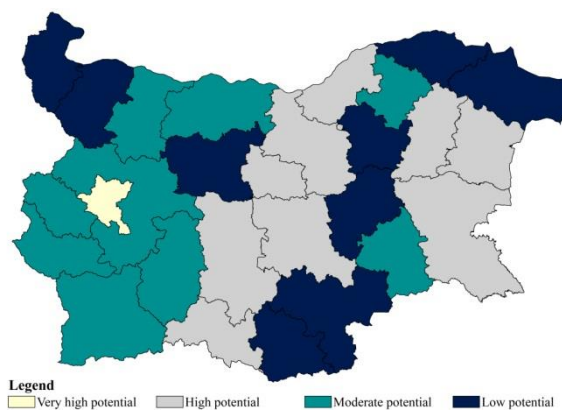 Legend
Very high potential
High potential
Moderate potential
Low potential